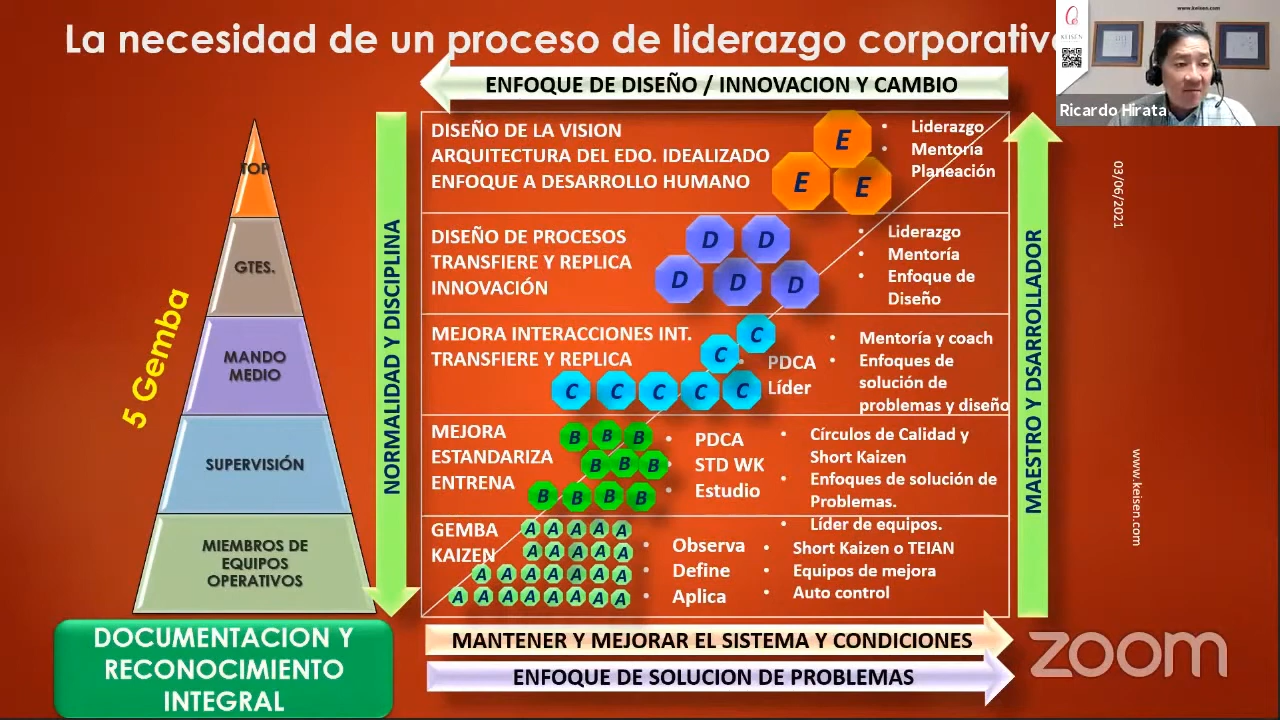 La necesidad de un proceso de liderazgo corporativo
www.keisen.com
KEISEN
Ricardo Hirata
ENFOQUE DE DISEÑO / INNOVACION Y CAMBIO
03/06/2021
www.keisen.com
5 Gemba
TOP
GTES.
MANDO
MEDIO
SUPERVISIÓN
MIEMBROS DE
EQUIPOS
OPERATIVOS
NORMALIDAD Y DISCIPLINA
DISEÑO DE LA VISION
ARQUITECTURA DEL EDO. IDEALIZADO
ENFOQUE A DESARROLLO HUMANO
E
E E
• Liderazgo
• Mentoría
• Planeación
DISEÑO DE PROCESOS
TRANSFIERE Y REPLICA
INNOVACIÓN
D D
D D D
• Liderazgo
• Mentoría
• Enfoque de
Diseño
MEJORA INTERACCIONES INT.
TRANSFIERE Y REPLICA
C
C
C C C C C
• PDCA
Líder
• Mentoría y coach
• Enfoques de
solución de
problemas y diseño
MEJORA
ESTANDARIZA
ENTRENA
B B B
B B B
B B B B
• PDCA
• STD WK
• Estudio
• Círculos de Calidad y
Short Kaizen
• Enfoques de solución de
Problemas.
• Líder de equipos.
GEMBA
KAIZEN
A A A A A
A A A A A
A A A A A A A
A A A A A A A A
• Observa
• Define
• Aplica
• Short Kaizen o TEIAN
• Equipos de mejora
• Auto control
MAESTRO Y DSARROLLADOR
DOCUMENTACION Y
RECONOCIMIENTO
INTEGRAL
MANTENER Y MEJORAR EL SISTEMA Y CONDICIONES
ENFOQUE DE SOLUCION DE PROBLEMAS
zoom